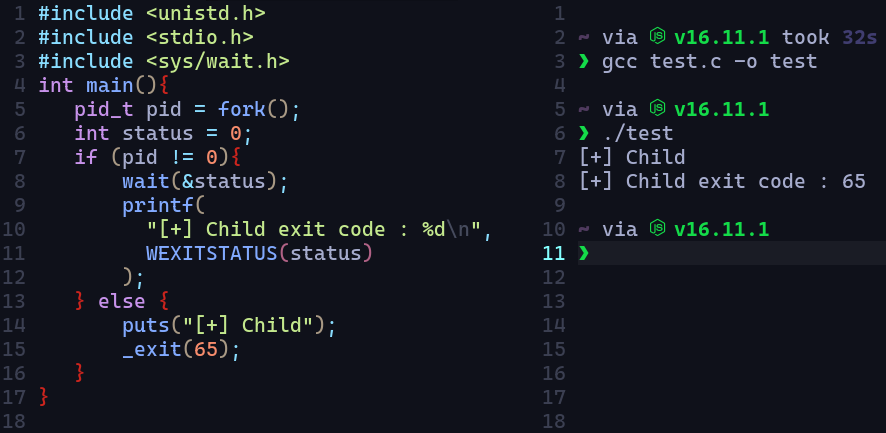 1 #include <unistd.h>
2 #include <stdio.h>
3 #include <sys/wait.h>
4 int main(){
5    pid_t pid = fork();
6    int status = 0;
7    if (pid != 0){
8        wait(&status);
9        printf(
10         "[+] Child exit code : %d\n",
11         WEXITSTATUS(status)
12       );
13   } else {
14       puts("[+] Child");
15       _exit(65);
16   }
17 }
18
1
2 ~ via JS v16.11.1 took 32s
3 ❯ gcc test.c -o test
4
5 ~ via JS v16.11.1
6 ❯ ./test
7 [+] Child
8 [+] Child exit code : 65
9
10 ~ via JS v16.11.1
11 ❯
12
13
14
15
16
17
18